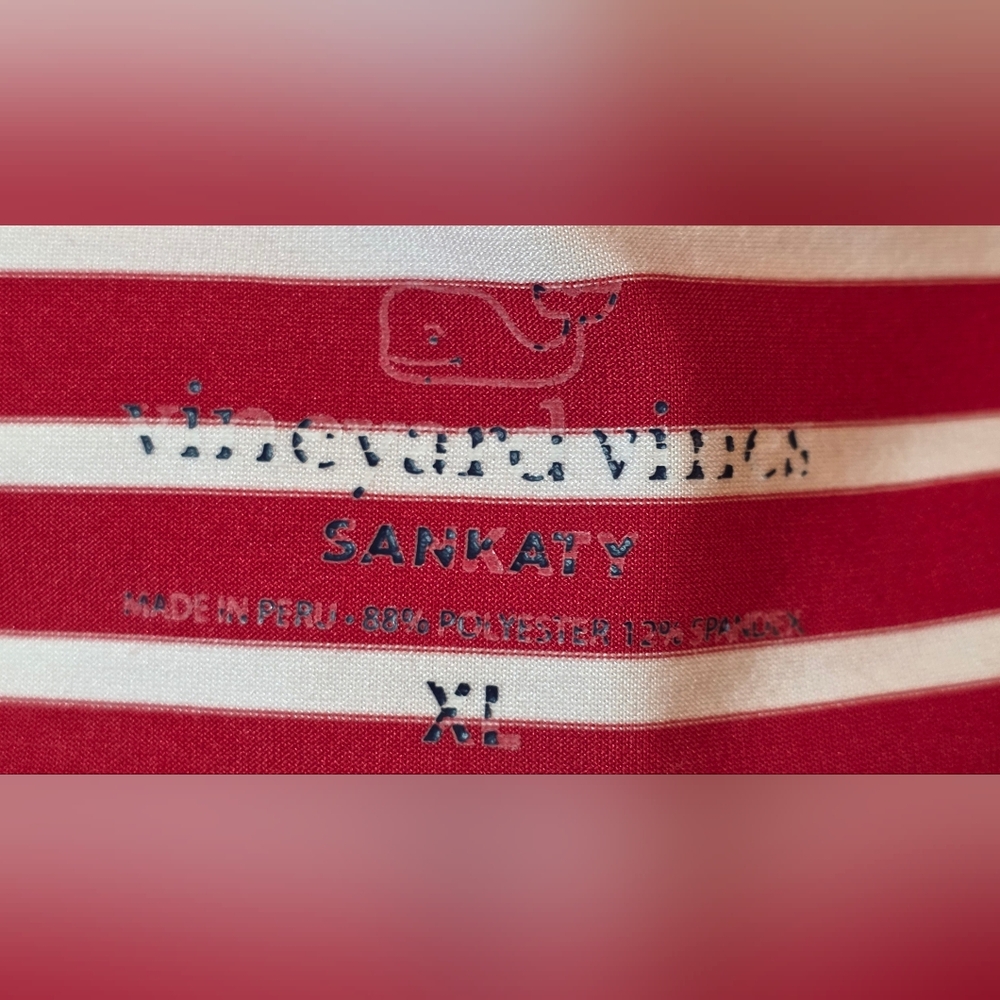 vineyard vines
SANKATY
MADE IN PERU • 88% POLYESTER 12% SPANDEX
XL